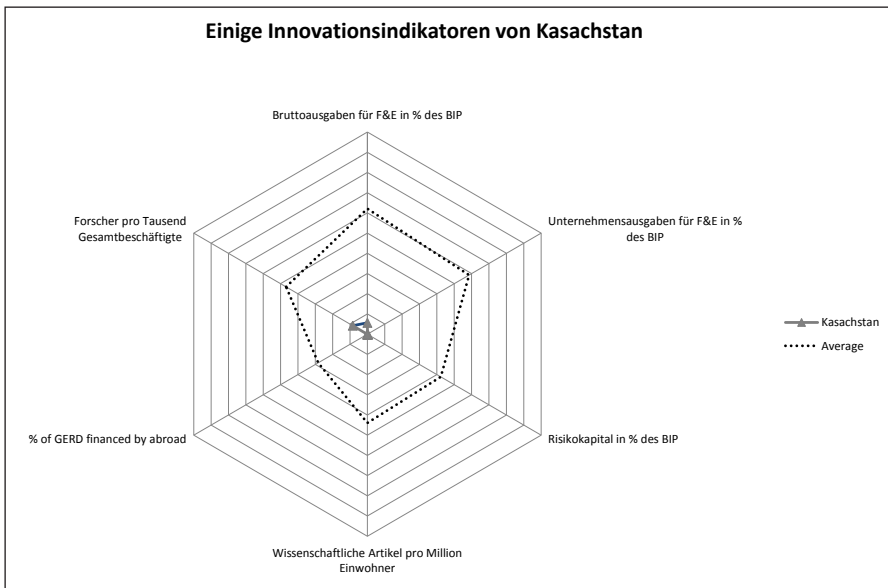 Einige Innovationsindikatoren von Kasachstan
Bruttoausgaben für F&E in % des BIP
Unternehmensausgaben für F&E in %
des BIP
Risikokapital in % des BIP
Wissenschaftliche Artikel pro Million
Einwohner
% of GERD financed by abroad
Forscher pro Tausend
Gesamtbeschäftigte
Kasachstan
Average